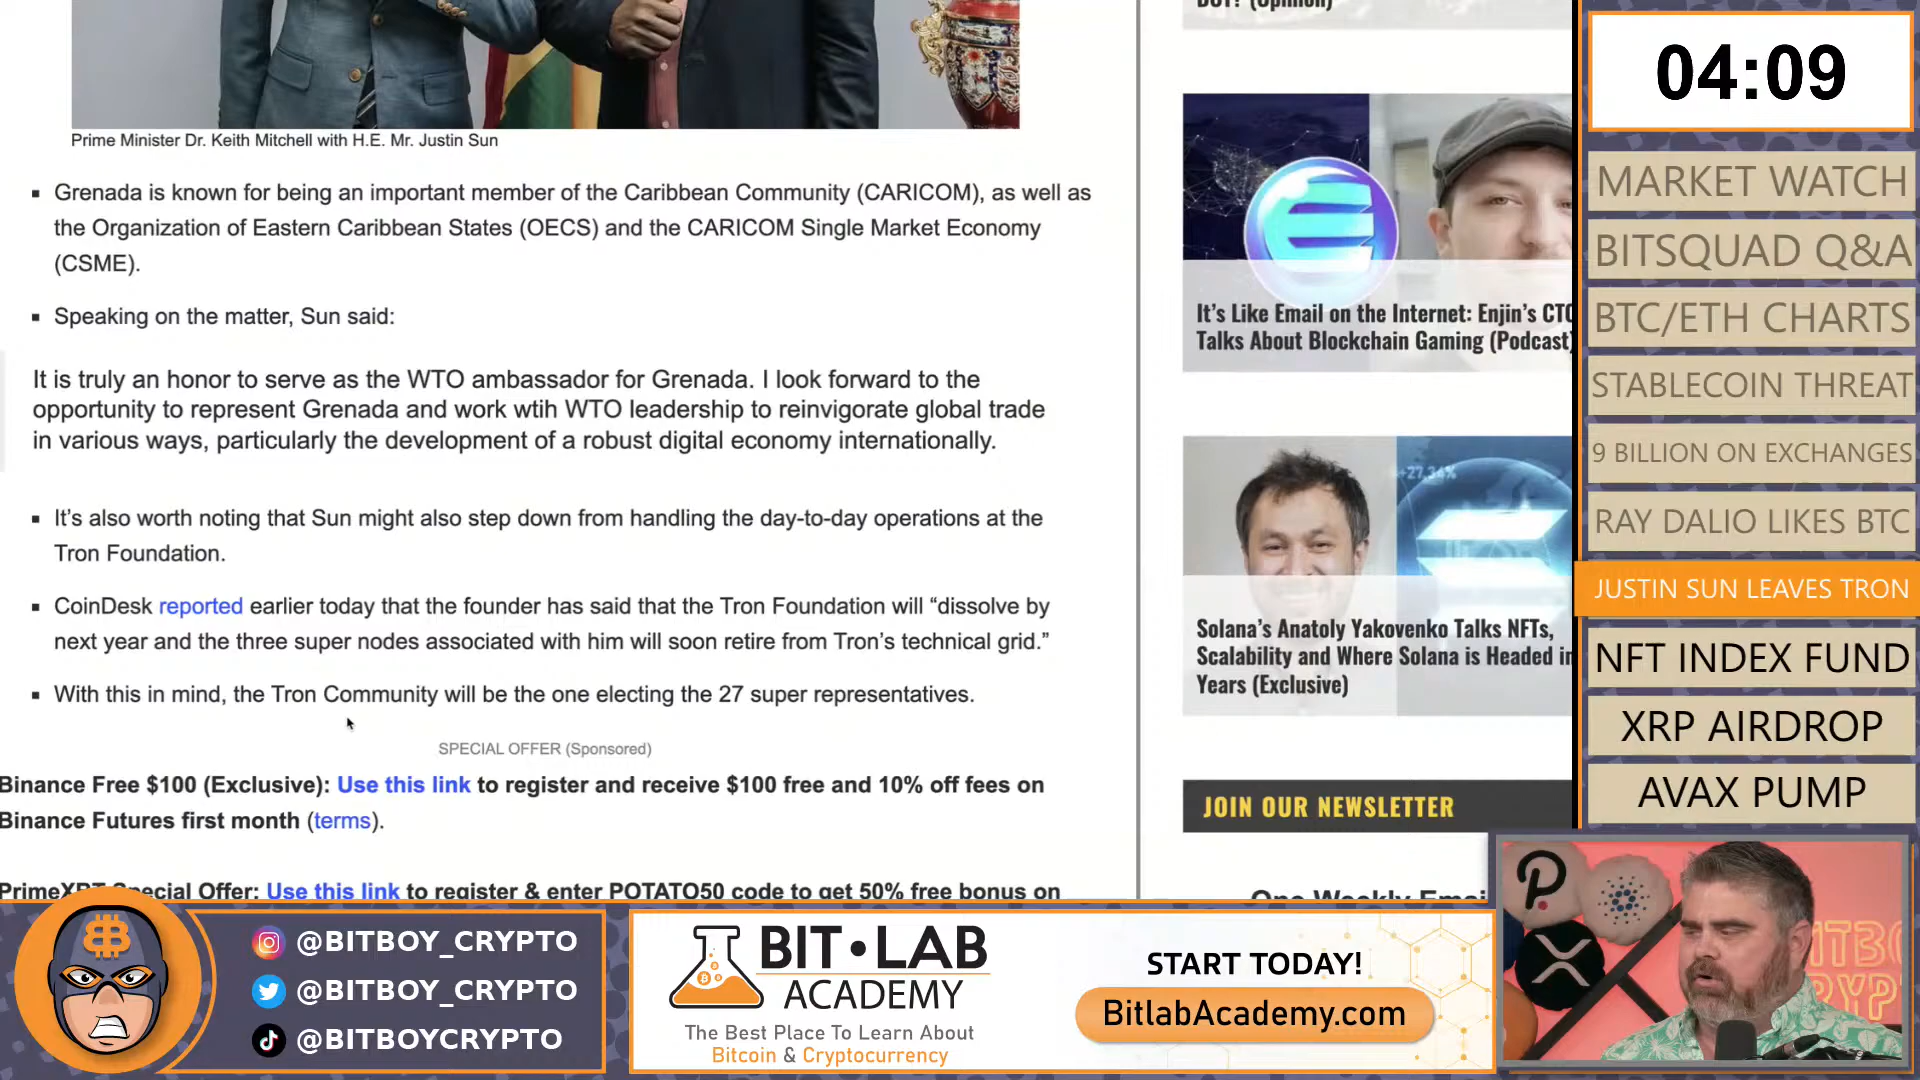 Prime Minister Dr. Keith Mitchell with H.E. Mr. Justin Sun
▪ Grenada is known for being an important member of the Caribbean Community (CARICOM), as well as
the Organization of Eastern Caribbean States (OECS) and the CARICOM Single Market Economy
(CSME).
▪ Speaking on the matter, Sun said:
It is truly an honor to serve as the WTO ambassador for Grenada. I look forward to the
opportunity to represent Grenada and work wtih WTO leadership to reinvigorate global trade
in various ways, particularly the development of a robust digital economy internationally.
▪ It’s also worth noting that Sun might also step down from handling the day-to-day operations at the
Tron Foundation.
▪ CoinDesk reported earlier today that the founder has said that the Tron Foundation will “dissolve by
next year and the three super nodes associated with him will soon retire from Tron’s technical grid.”
▪ With this in mind, the Tron Community will be the one electing the 27 super representatives.
SPECIAL OFFER (Sponsored)
Binance Free $100 (Exclusive): Use this link to register and receive $100 free and 10% off fees on
Binance Futures first month (terms).
PrimeXBT Special Offer: Use this link to register & enter POTATO50 code to get 50% free bonus on
BUY? (Opinion)
It’s Like Email on the Internet: Enjin’s CTO
Talks About Blockchain Gaming (Podcast)
+27,34%
Solana’s Anatoly Yakovenko Talks NFTs,
Scalability and Where Solana is Headed in
Years (Exclusive)
JOIN OUR NEWSLETTER
One Weekly Emai
04:09
MARKET WATCH
BITSQUAD Q&A
BTC/ETH CHARTS
STABLECOIN THREAT
9 BILLION ON EXCHANGES
RAY DALIO LIKES BTC
JUSTIN SUN LEAVES TRON
NFT INDEX FUND
XRP AIRDROP
AVAX PUMP
@BITBOY_CRYPTO
@BITBOY_CRYPTO
@BITBOYCRYPTO
BIT•LAB
ACADEMY
The Best Place To Learn About
Bitcoin & Cryptocurrency
START TODAY!
BitlabAcademy.com